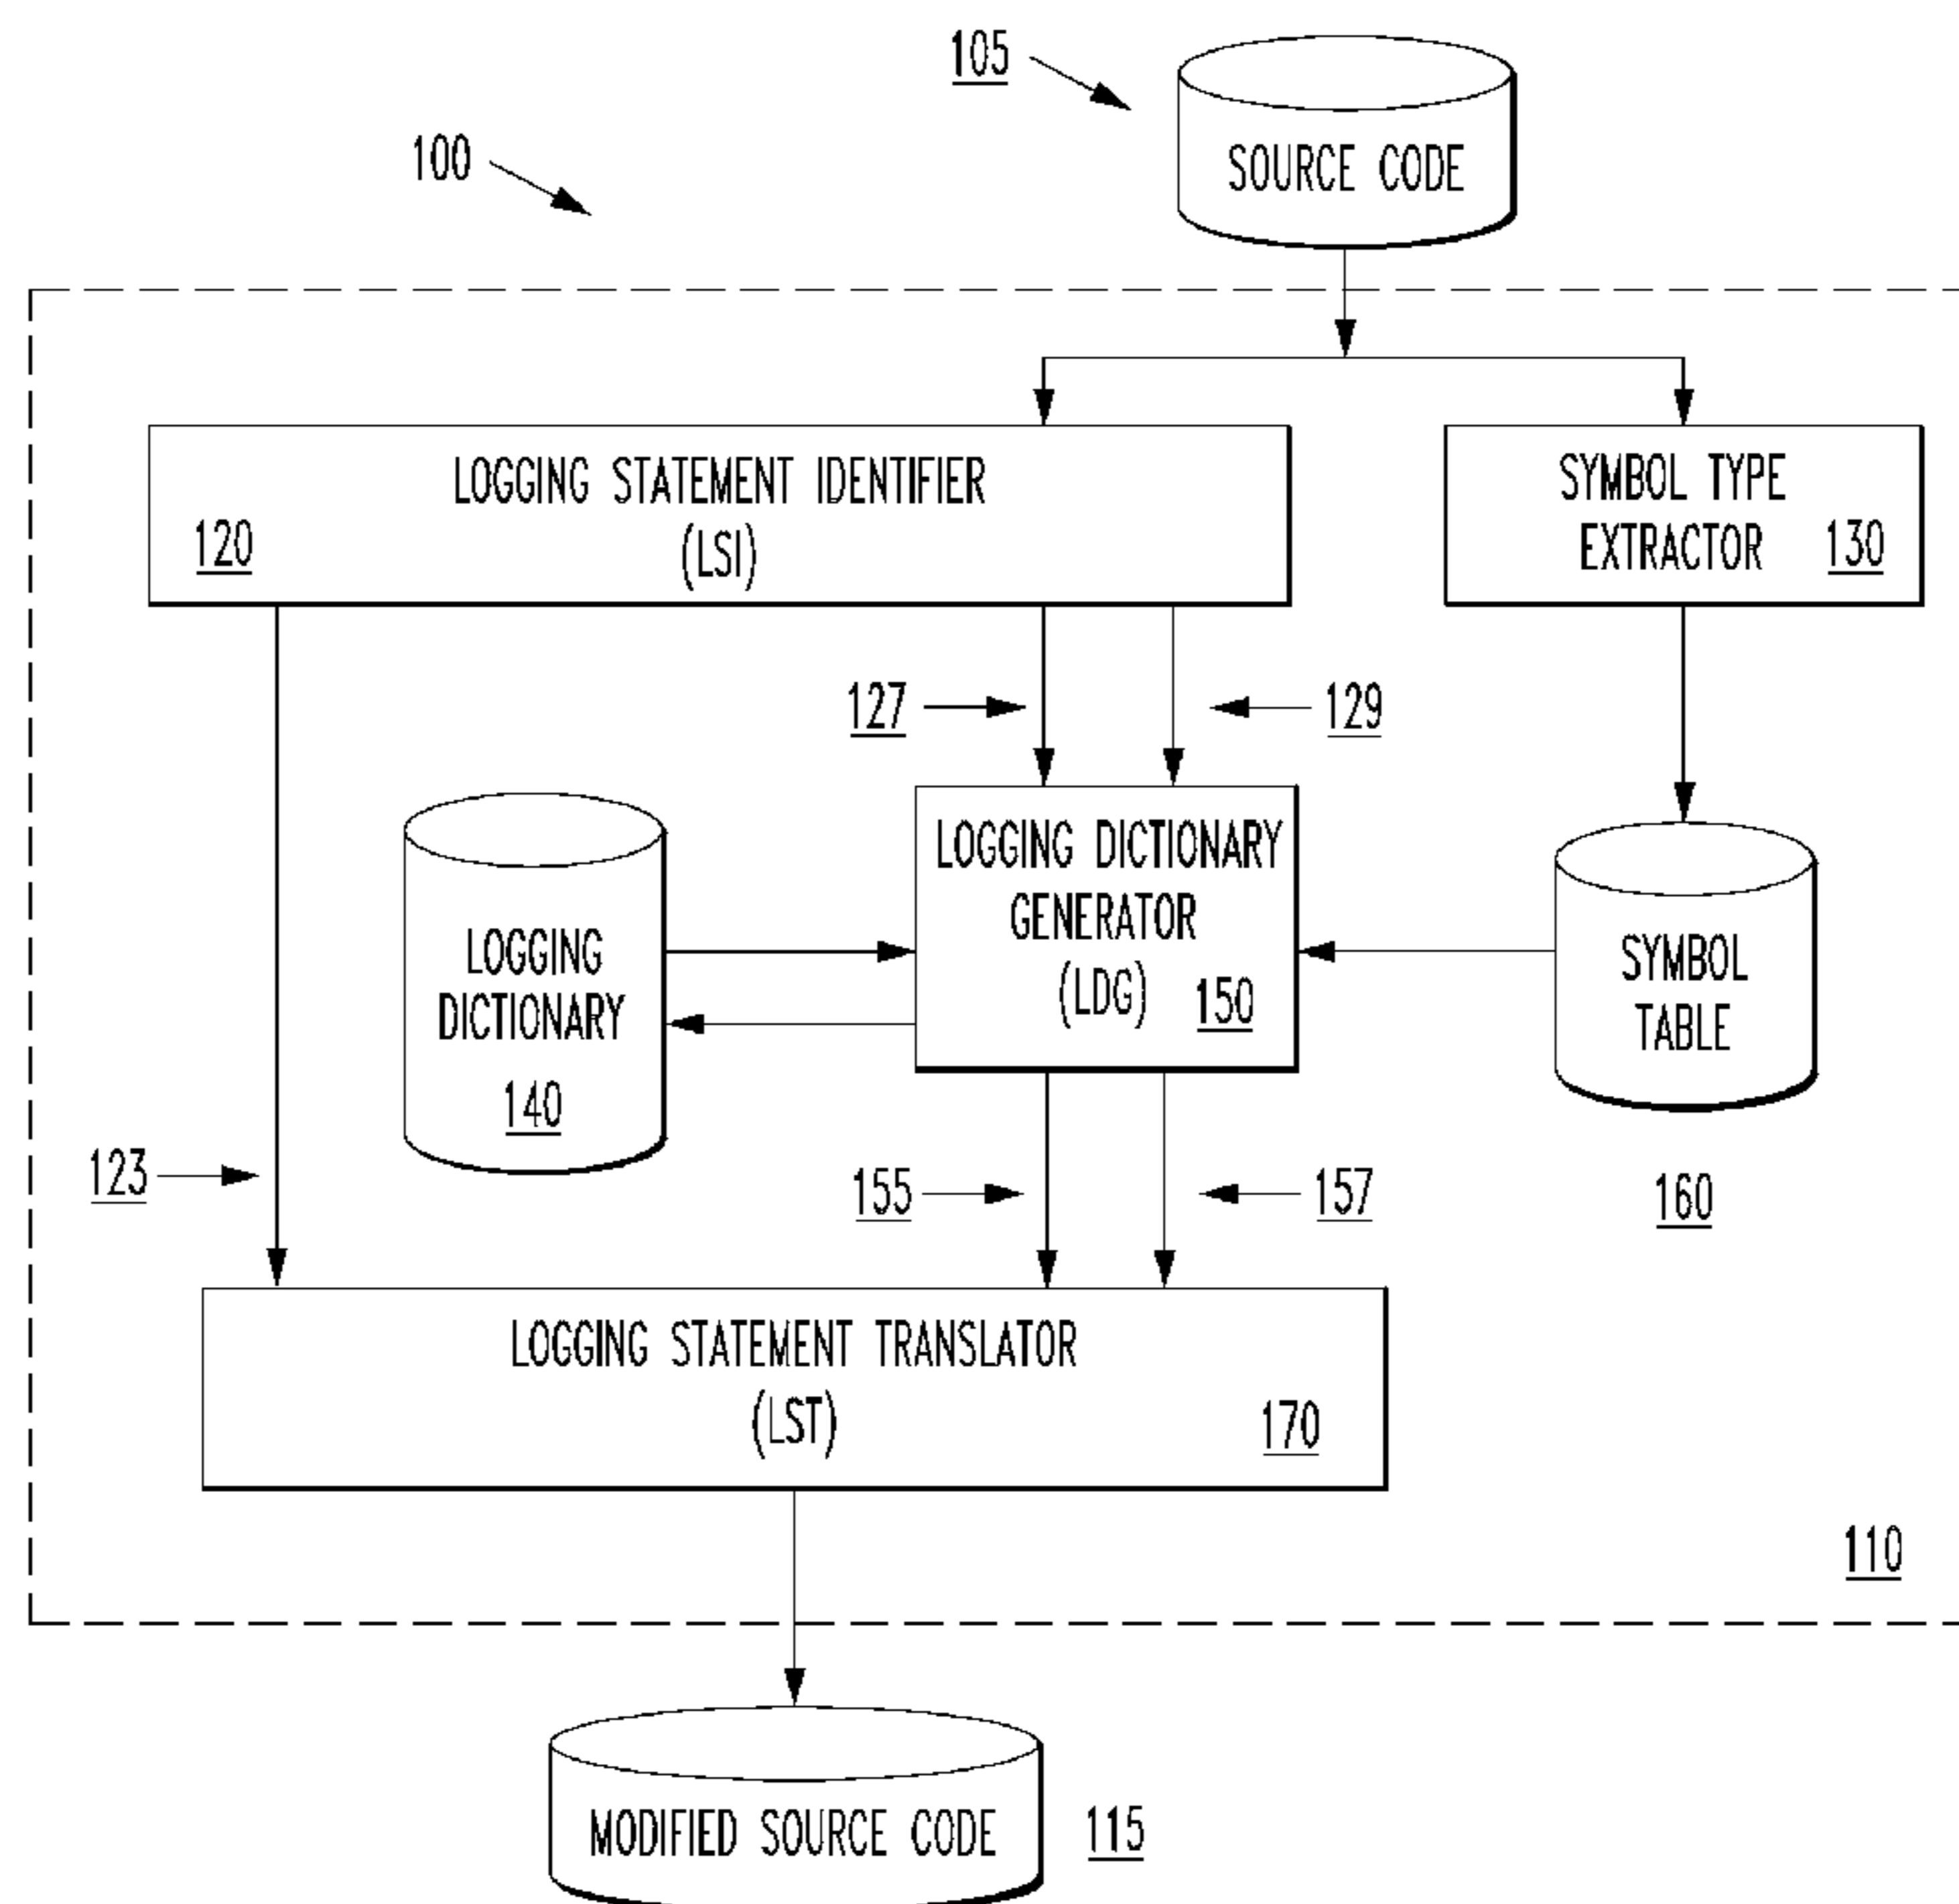 105
SOURCE CODE
100
LOGGING STATEMENT IDENTIFIER
(LSI)
120
SYMBOL TYPE
EXTRACTOR
130
127
129
LOGGING DICTIONARY
GENERATOR
(LDG)
150
LOGGING
DICTIONARY
140
SYMBOL
TABLE
160
123
155
157
LOGGING STATEMENT TRANSLATOR
(LST)
170
110
MODIFIED SOURCE CODE
115